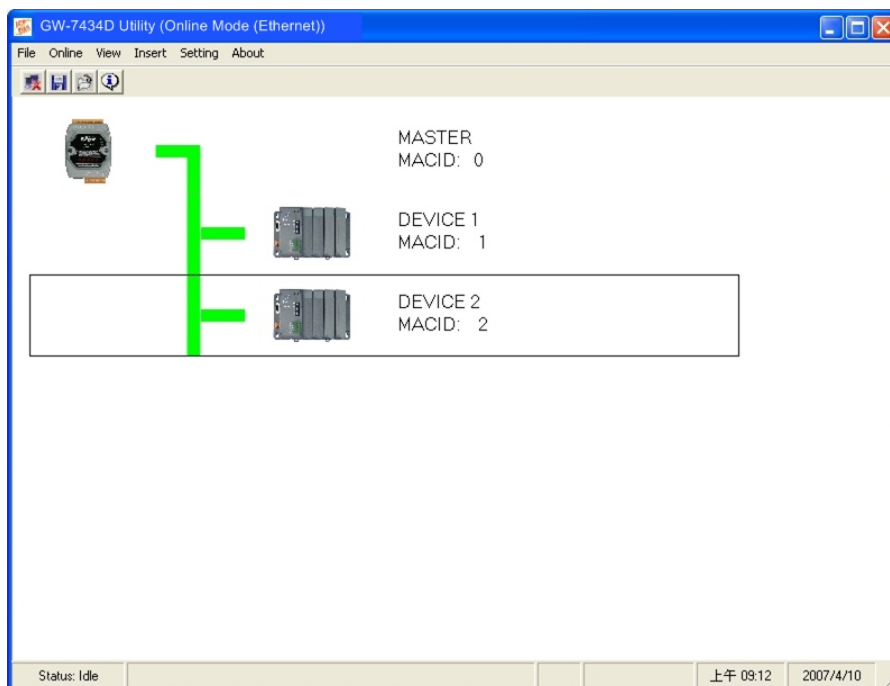 GW-7434D Utility (Online Mode (Ethernet))
File Online View Insert Setting About
MASTER
MACID: 0
DEVICE 1
MACID: 1
DEVICE 2
MACID: 2
Status: Idle 上午 09:12 2007/4/10